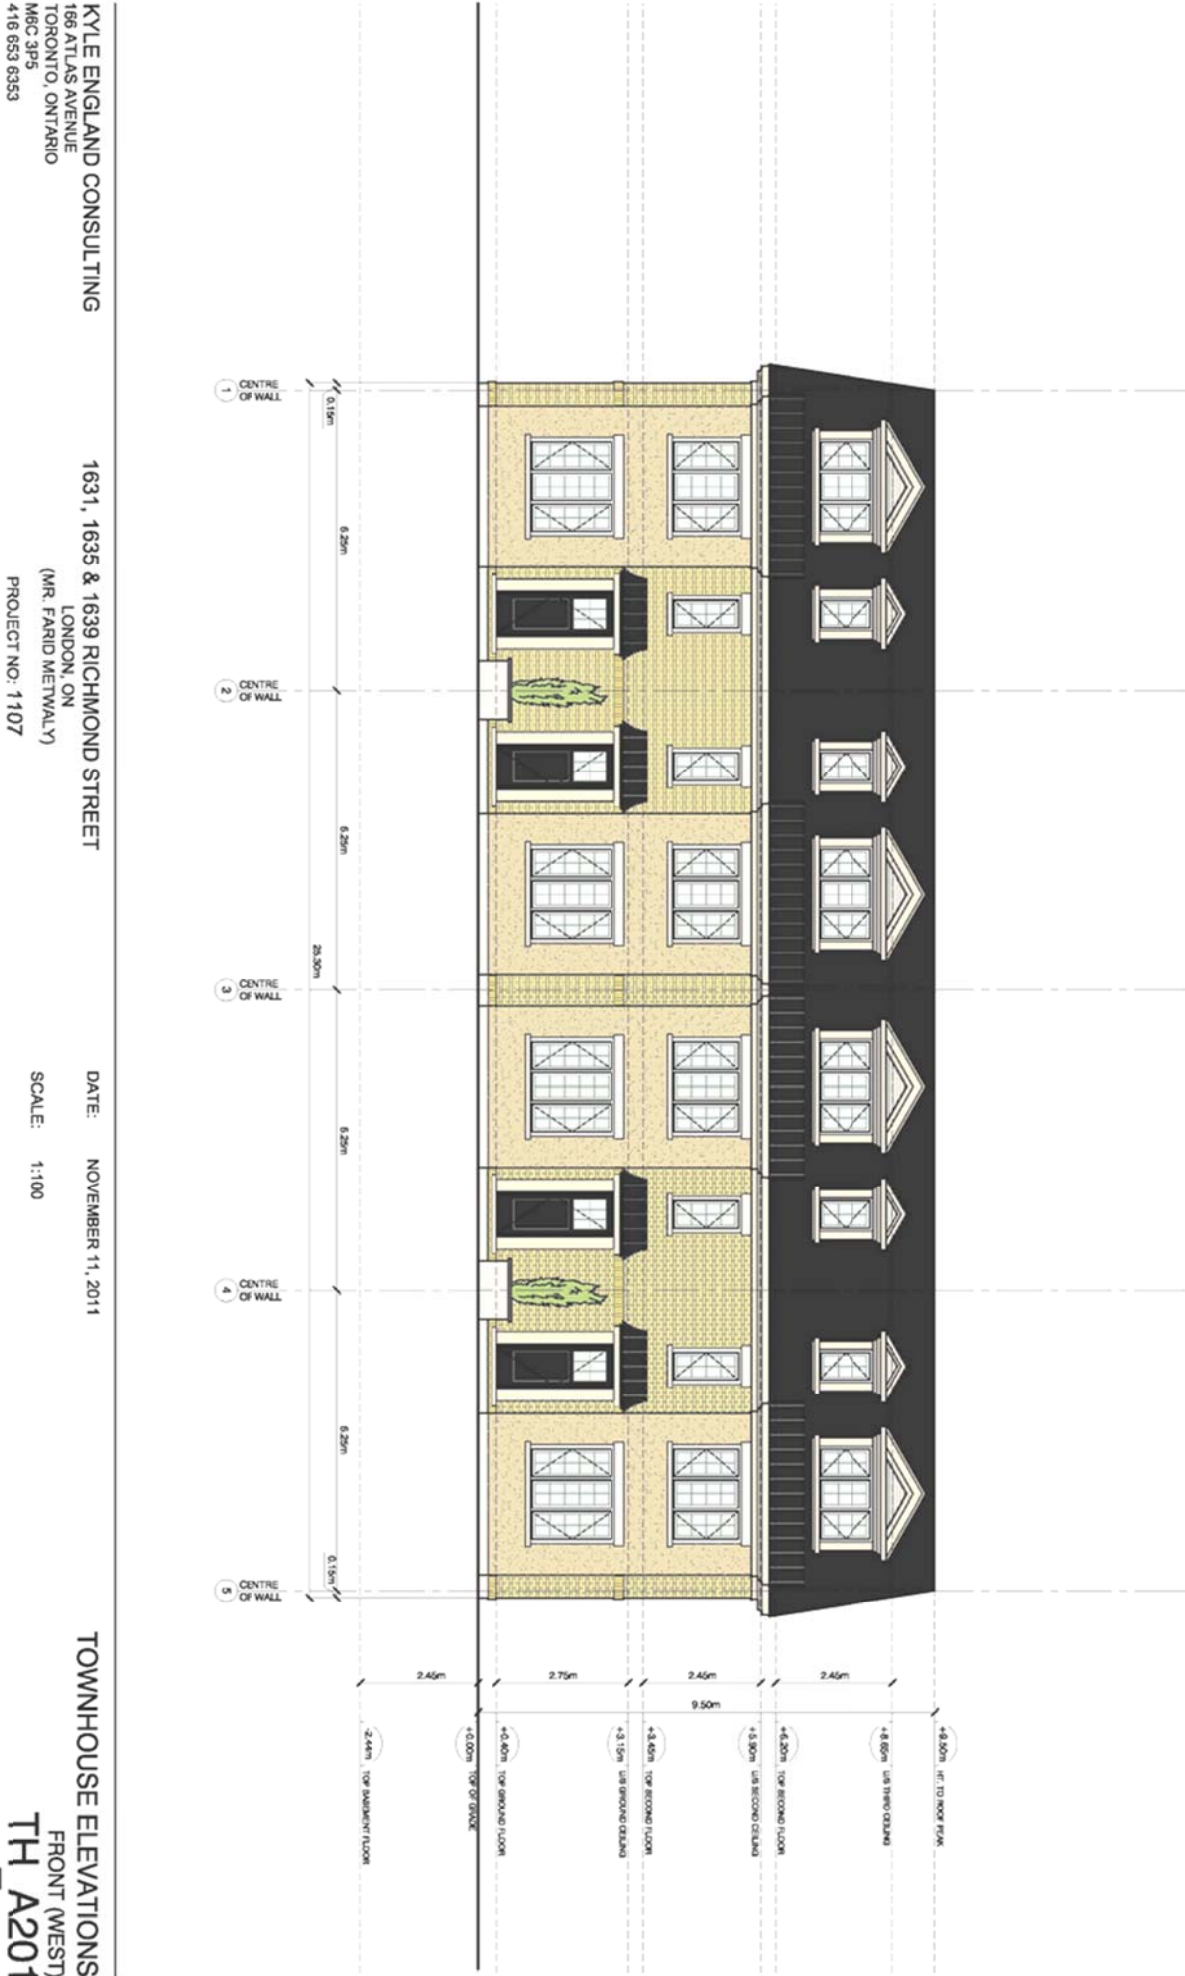 +9.50m HT. TO ROOF PEAK
+8.65m U/S THIRD CEILING
+6.20m TOP SECOND FLOOR
+5.90m U/S SECOND CEILING
+3.45m TOP SECOND FLOOR
+3.15m U/S GROUND CEILING
+0.40m TOP GROUND FLOOR
+0.00m TOP OF GRADE
-2.44m TOP BASEMENT FLOOR
9.50m
2.45m
2.45m
2.75m
2.45m
0.15m
6.25m
6.25m
6.25m
6.25m
0.15m
25.30m
CENTRE
OF WALL
1
CENTRE
OF WALL
2
CENTRE
OF WALL
3
CENTRE
OF WALL
4
CENTRE
OF WALL
5
KYLE ENGLAND CONSULTING
166 ATLAS AVENUE
TORONTO, ONTARIO
M6C 3P5
416 653 6353
1631, 1635 & 1639 RICHMOND STREET
LONDON, ON
(MR. FARID METWALY)
PROJECT NO: 1107
DATE: NOVEMBER 11, 2011
SCALE: 1:100
TOWNHOUSE ELEVATIONS
FRONT (WEST)
TH_A201